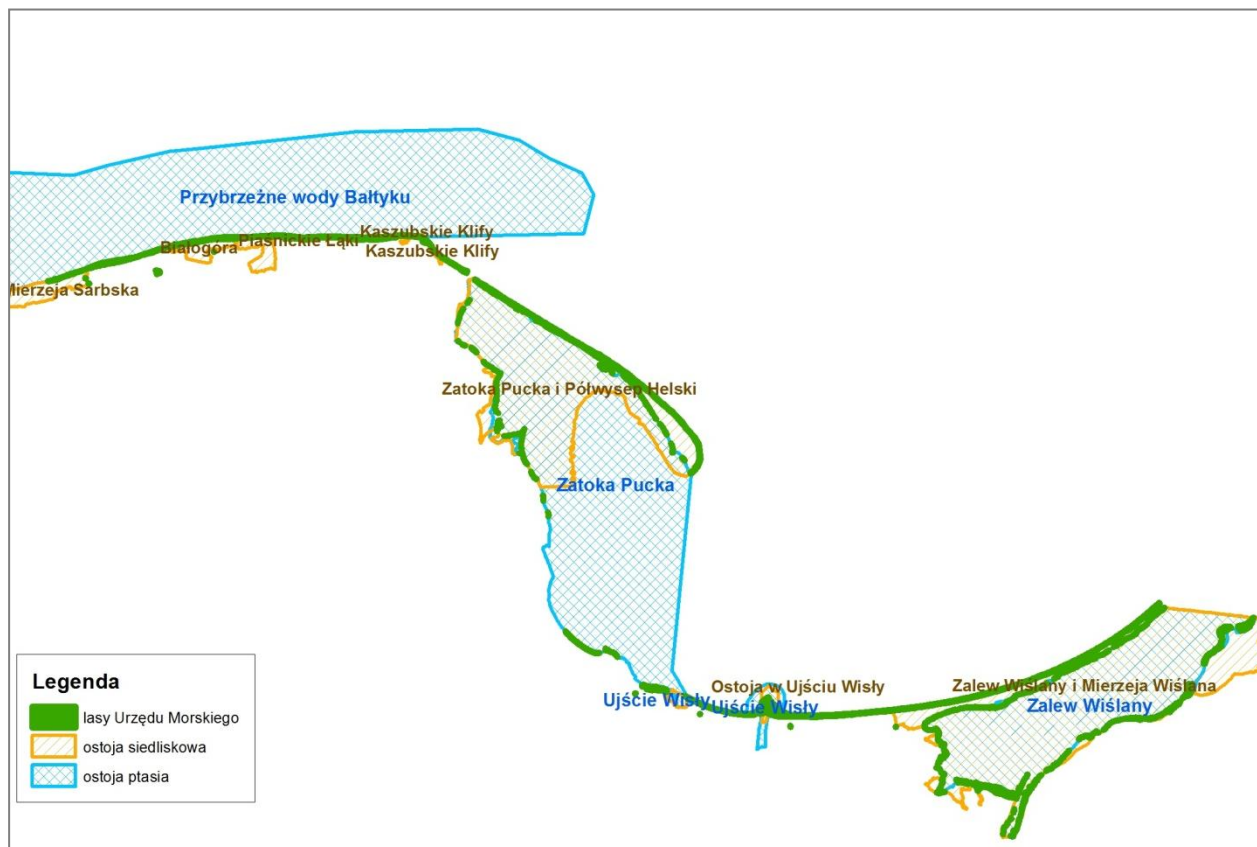 Przybrzeżne wody Bałtyku
Kaszubskie Klify
Białogóra
Piaśnickie Łąki
Kaszubskie Klify
Mierzeja Sarbska
Zatoka Pucka i Półwysep Helski
Zatoka Pucka
Ostoja w Ujściu Wisły
Zalew Wiślany i Mierzeja Wiślana
Ujście Wisły
Ujście Wisły
Zalew Wiślany
Legenda
lasy Urzędu Morskiego
ostoja siedliskowa
ostoja ptasia